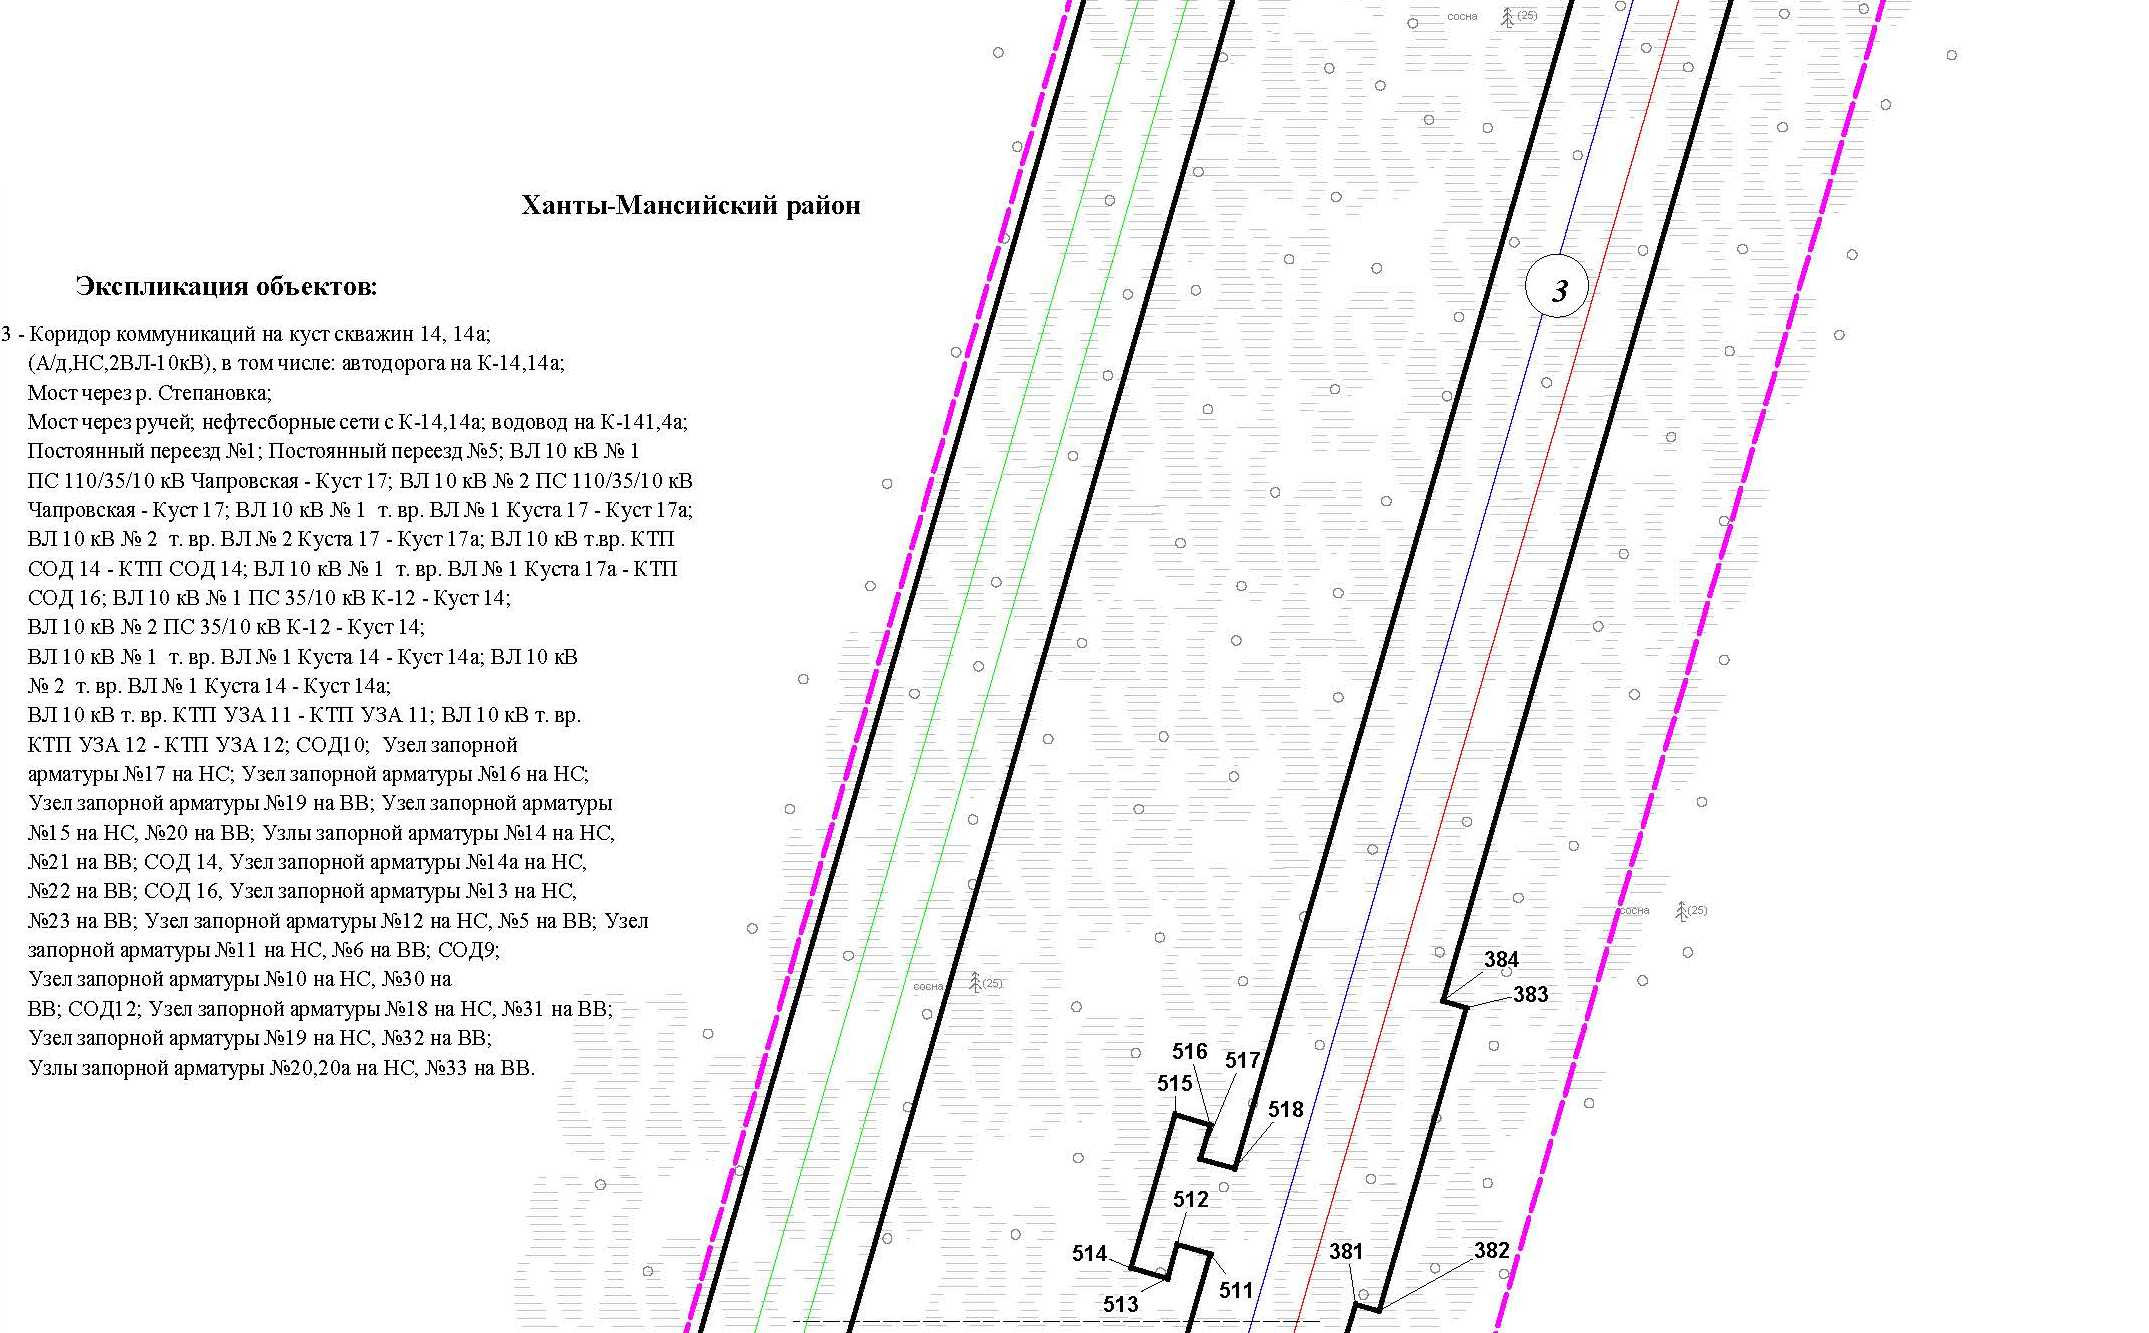 сосна (25)
Ханты-Мансийский район
3
Экспликация объектов:
3 - Коридор коммуникаций на куст скважин 14, 14а;
(А/д,НС,2ВЛ-10кВ), в том числе: автодорога на К-14,14а;
Мост через р. Степановка;
Мост через ручей; нефтесборные сети с К-14,14а; водовод на К-141,4а;
Постоянный переезд №1; Постоянный переезд №5; ВЛ 10 кВ № 1
ПС 110/35/10 кВ Чапровская - Куст 17; ВЛ 10 кВ № 2 ПС 110/35/10 кВ
Чапровская - Куст 17; ВЛ 10 кВ № 1 т. вр. ВЛ № 1 Куста 17 - Куст 17а;
ВЛ 10 кВ № 2 т. вр. ВЛ № 2 Куста 17 - Куст 17а; ВЛ 10 кВ т.вр. КТП
СОД 14 - КТП СОД 14; ВЛ 10 кВ № 1 т. вр. ВЛ № 1 Куста 17а - КТП
СОД 16; ВЛ 10 кВ № 1 ПС 35/10 кВ К-12 - Куст 14;
ВЛ 10 кВ № 2 ПС 35/10 кВ К-12 - Куст 14;
ВЛ 10 кВ № 1 т. вр. ВЛ № 1 Куста 14 - Куст 14а; ВЛ 10 кВ
№ 2 т. вр. ВЛ № 1 Куста 14 - Куст 14а;
ВЛ 10 кВ т. вр. КТП УЗА 11 - КТП УЗА 11; ВЛ 10 кВ т. вр.
КТП УЗА 12 - КТП УЗА 12; СОД10; Узел запорной
арматуры №17 на НС; Узел запорной арматуры №16 на НС;
Узел запорной арматуры №19 на ВВ; Узел запорной арматуры
№15 на НС, №20 на ВВ; Узлы запорной арматуры №14 на НС,
№21 на ВВ; СОД 14, Узел запорной арматуры №14а на НС,
№22 на ВВ; СОД 16, Узел запорной арматуры №13 на НС,
№23 на ВВ; Узел запорной арматуры №12 на НС, №5 на ВВ; Узел
запорной арматуры №11 на НС, №6 на ВВ; СОД9;
Узел запорной арматуры №10 на НС, №30 на
ВВ; СОД12; Узел запорной арматуры №18 на НС, №31 на ВВ;
Узел запорной арматуры №19 на НС, №32 на ВВ;
Узлы запорной арматуры №20,20а на НС, №33 на ВВ.
сосна (25)
384
сосна (25)
383
516
517
515
518
512
514
381
382
511
513